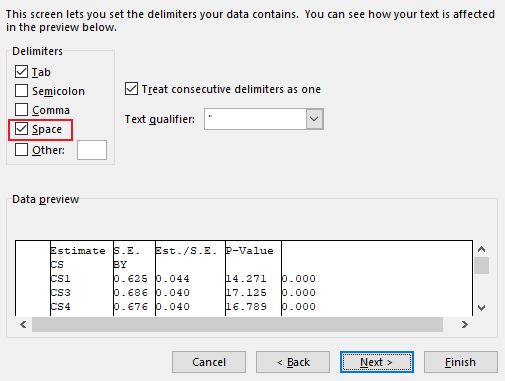 This screen lets you set the delimiters your data contains.  You can see how your text is affected
in the preview below.
Delimiters
Tab
Semicolon
Comma
Space
Other:
Treat consecutive delimiters as one
Text qualifier: "
Data preview
Estimate S.E. Est./S.E. P-Value
CS BY
CS1 0.625 0.044 14.271 0.000
CS3 0.686 0.040 17.125 0.000
CS4 0.676 0.040 16.789 0.000
Cancel < Back Next > Finish